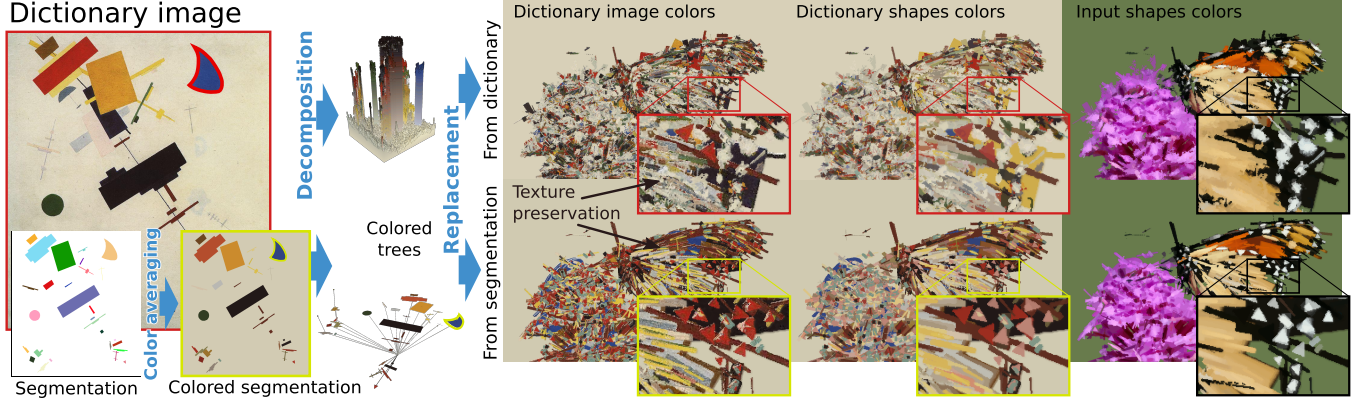 Dictionary image
Decomposition
Replacement
From dictionary
Dictionary image colors
Dictionary shapes colors
Input shapes colors
Texture
preservation
Color averaging
Colored
trees
From segmentation
Segmentation
Colored segmentation